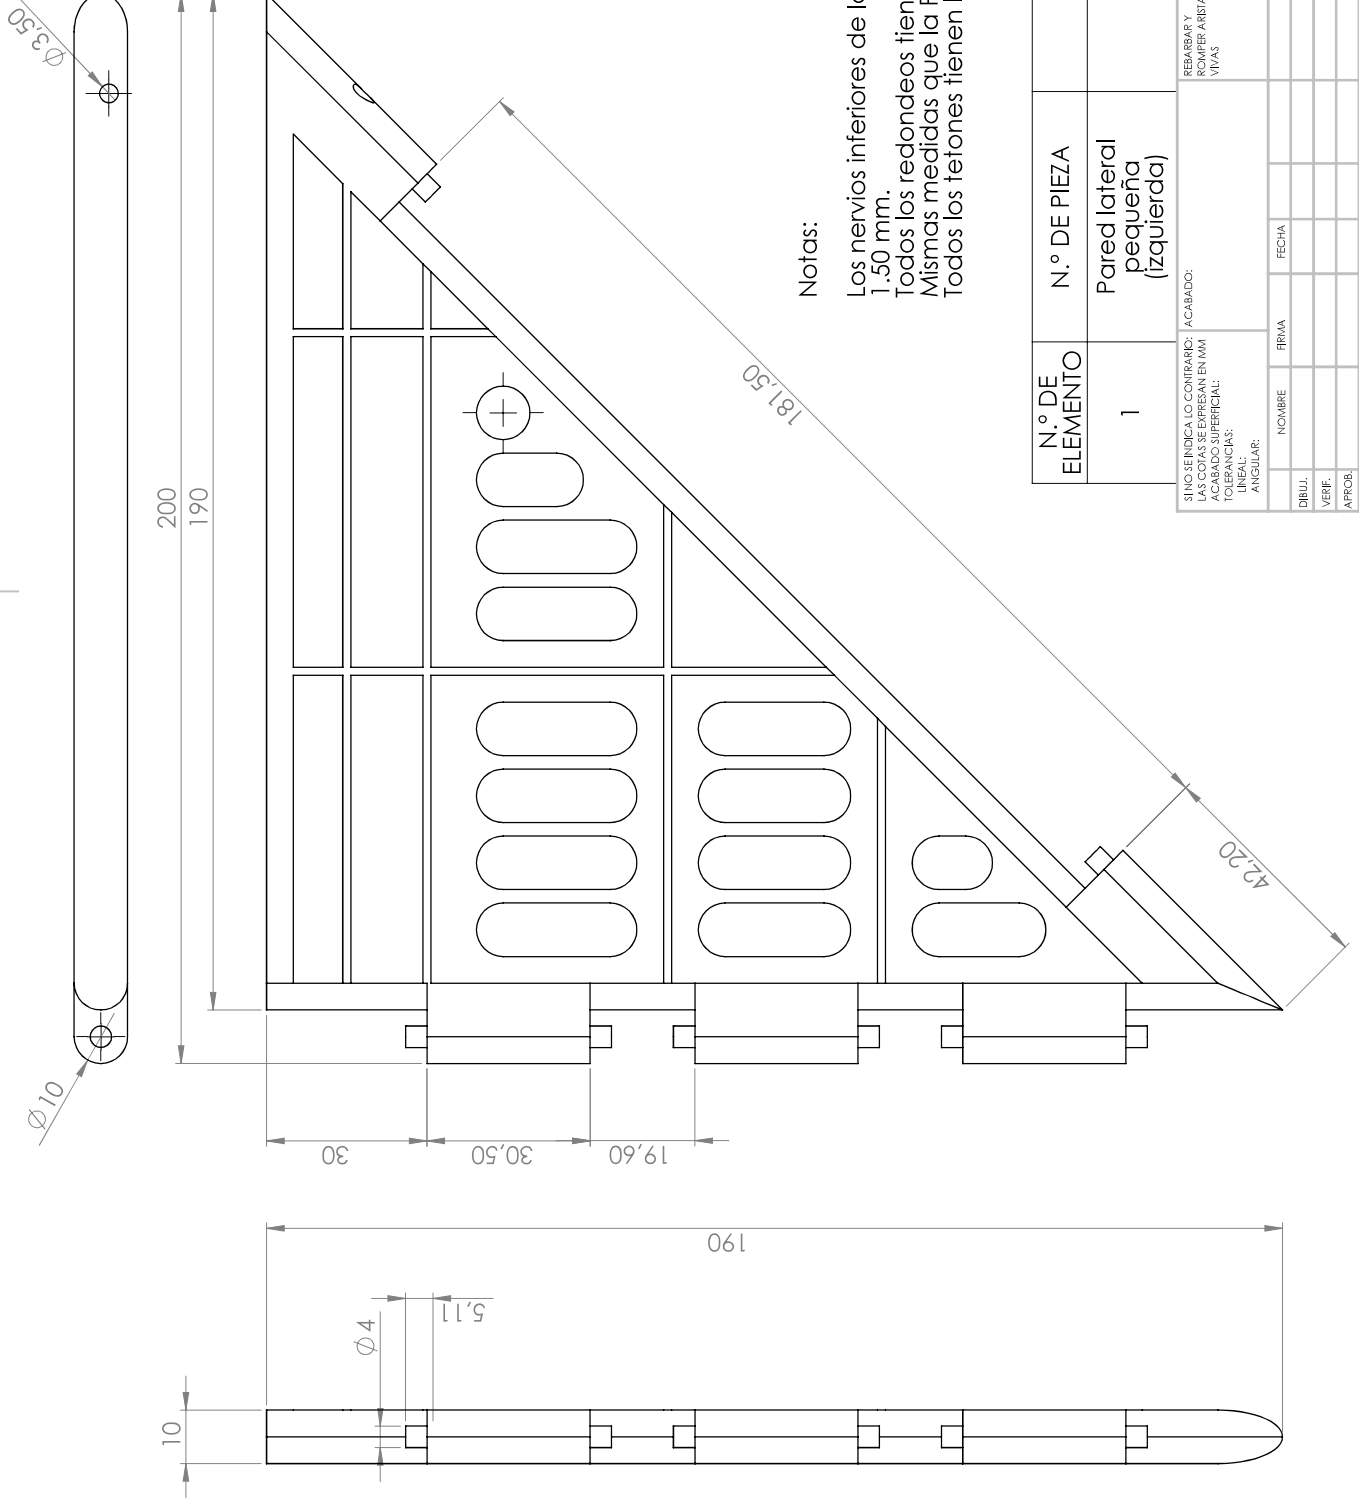 Ø3,50
200
190
Ø10
30
30,50
19,60
181,50
42,20
190
5,11
Ø4
10
Notas:
Los nervios inferiores de
1.50 mm.
Todos los redondeos
Mismas medidas que la
Todos los tetones tienen
N.º DE
ELEMENTO
N.º DE PIEZA
1
Pared lateral
pequeña
(izquierda)
SI NO SE INDICA LO CONTRARIO:
LAS COTAS SE EXPRESAN EN MM
ACABADO SUPERFICIAL:
TOLERANCIAS:
LINEAL:
ANGULAR:
ACABADO:
REBARBAR Y
ROMPER
VIVAS
NOMBRE
FIRMA
FECHA
DIBUJ.
VERIF.
APROB.